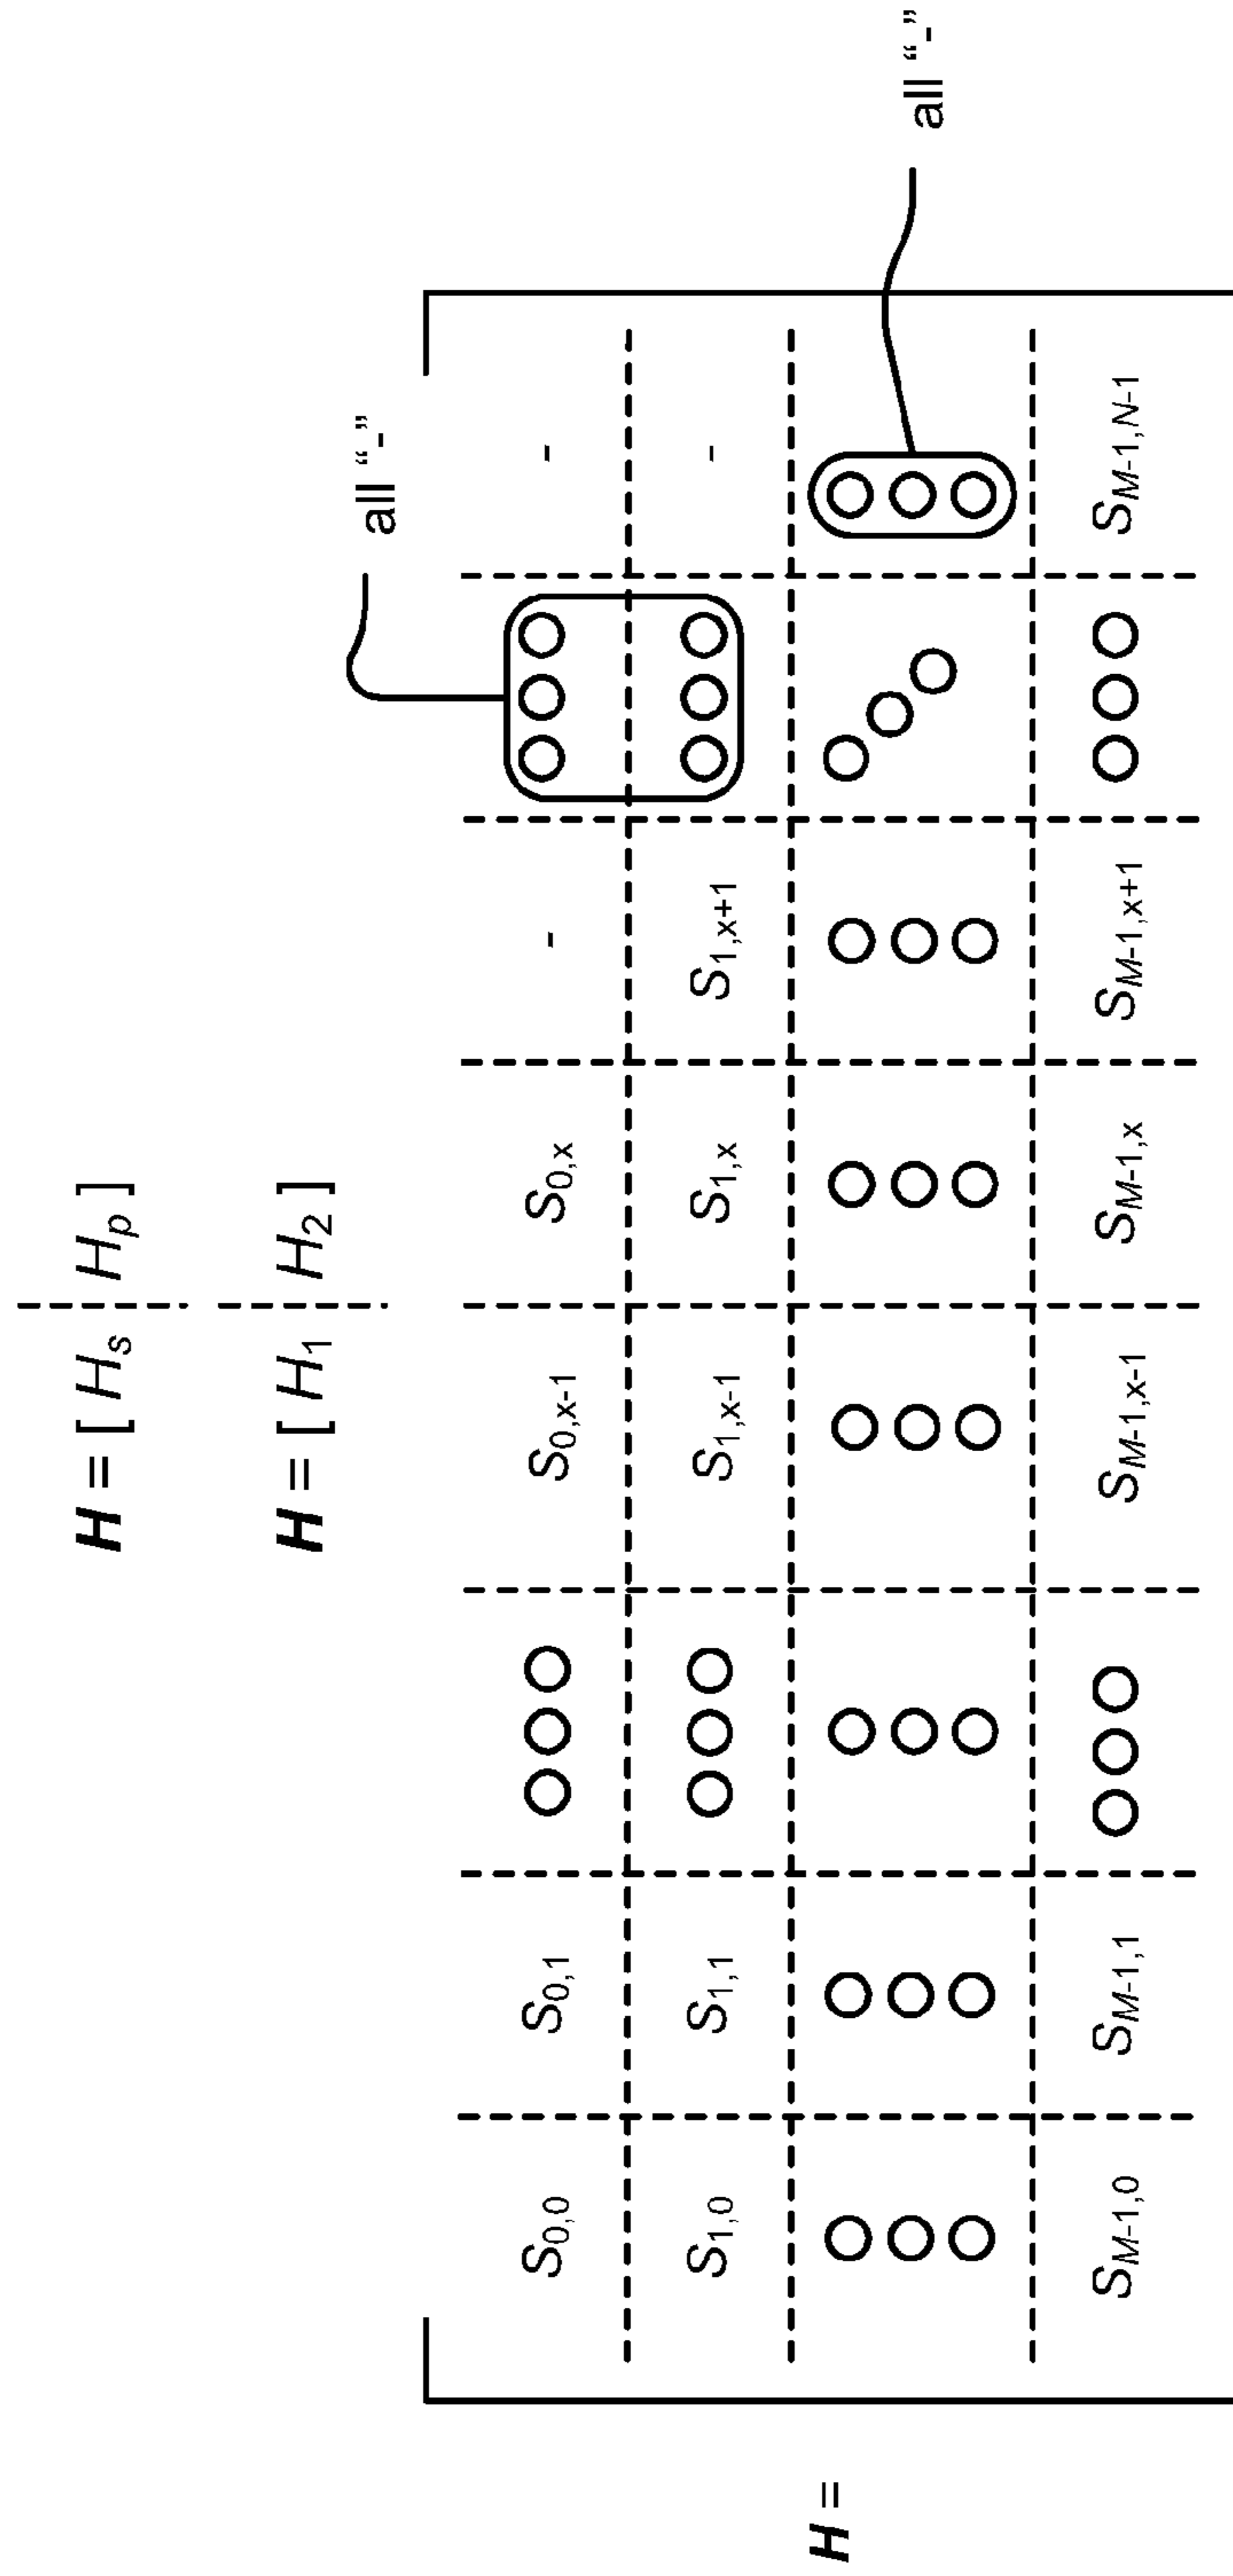 H = [ Hs Hp ]
H = [ H1 H2 ]
all “-”
S0,0 S0,1 S0,x-1 S0,x - -
S1,0 S1,1 S1,x-1 S1,x S1,x+1 -
H =
all “-”
SM-1,0 SM-1,1 SM-1,x-1 SM-1,x SM-1,x+1 SM-1,N-1